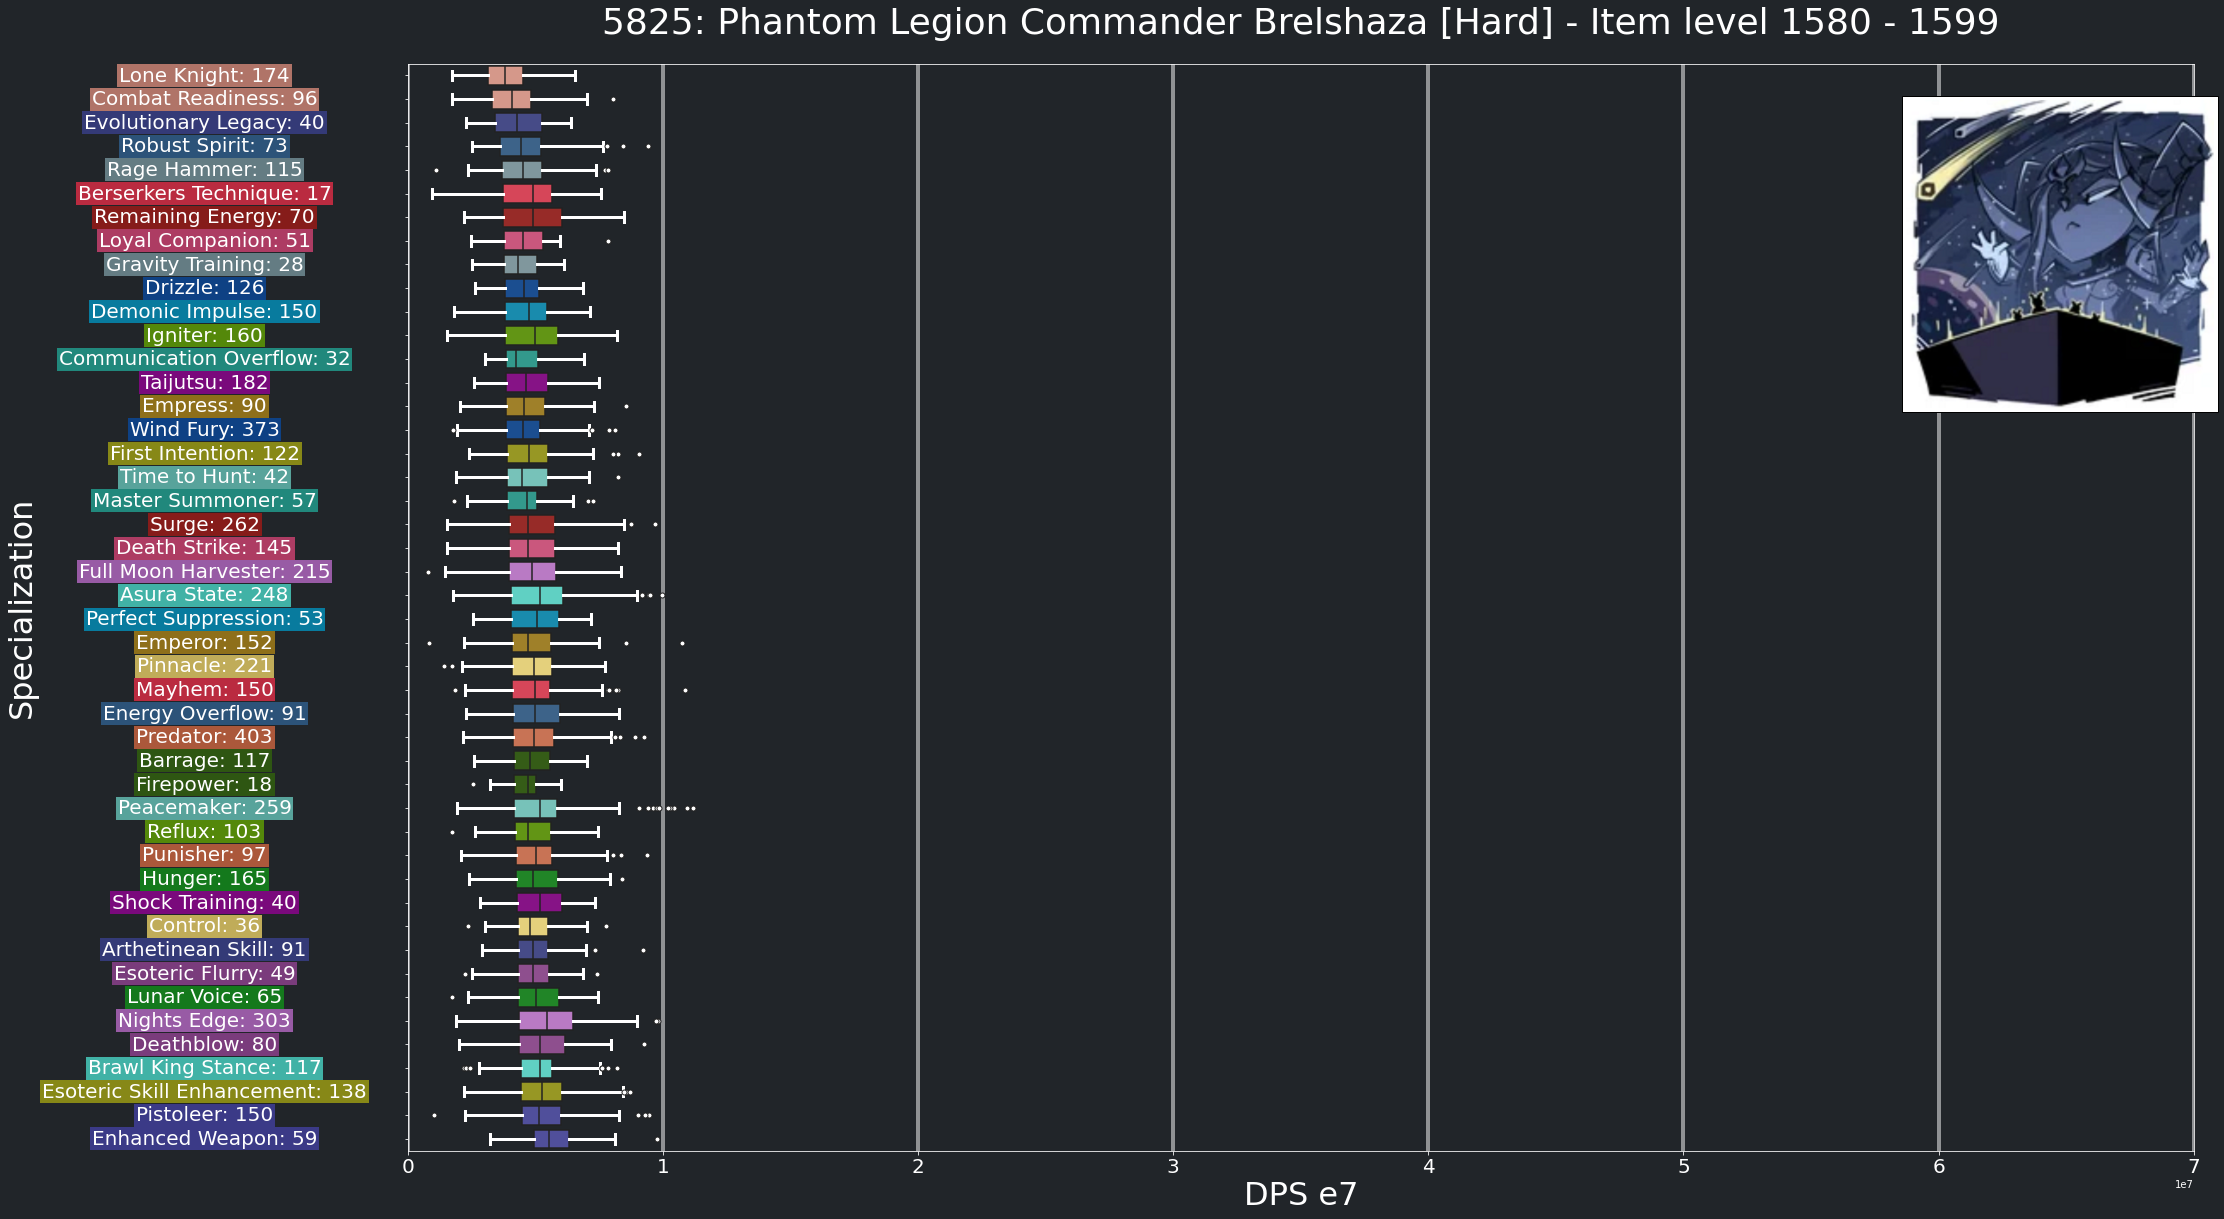 5825: Phantom Legion Commander Brelshaza [Hard] - Item level 1580 - 1599
Lone Knight: 174
Combat Readiness: 96
Evolutionary Legacy: 40
Robust Spirit: 73
Rage Hammer: 115
Berserkers Technique: 17
Remaining Energy: 70
Loyal Companion: 51
Gravity Training: 28
Drizzle: 126
Demonic Impulse: 150
Igniter: 160
Communication Overflow: 32
Taijutsu: 182
Empress: 90
Wind Fury: 373
First Intention: 122
Time to Hunt: 42
Master Summoner: 57
Surge: 262
Death Strike: 145
Full Moon Harvester: 215
Asura State: 248
Perfect Suppression: 53
Emperor: 152
Pinnacle: 221
Mayhem: 150
Energy Overflow: 91
Predator: 403
Barrage: 117
Firepower: 18
Peacemaker: 259
Reflux: 103
Punisher: 97
Hunger: 165
Shock Training: 40
Control: 36
Arthetinean Skill: 91
Esoteric Flurry: 49
Lunar Voice: 65
Nights Edge: 303
Deathblow: 80
Brawl King Stance: 117
Esoteric Skill Enhancement: 138
Pistoleer: 150
Enhanced Weapon: 59
Specialization
0 1 2 3 4 5 6 7
1e7
DPS e7